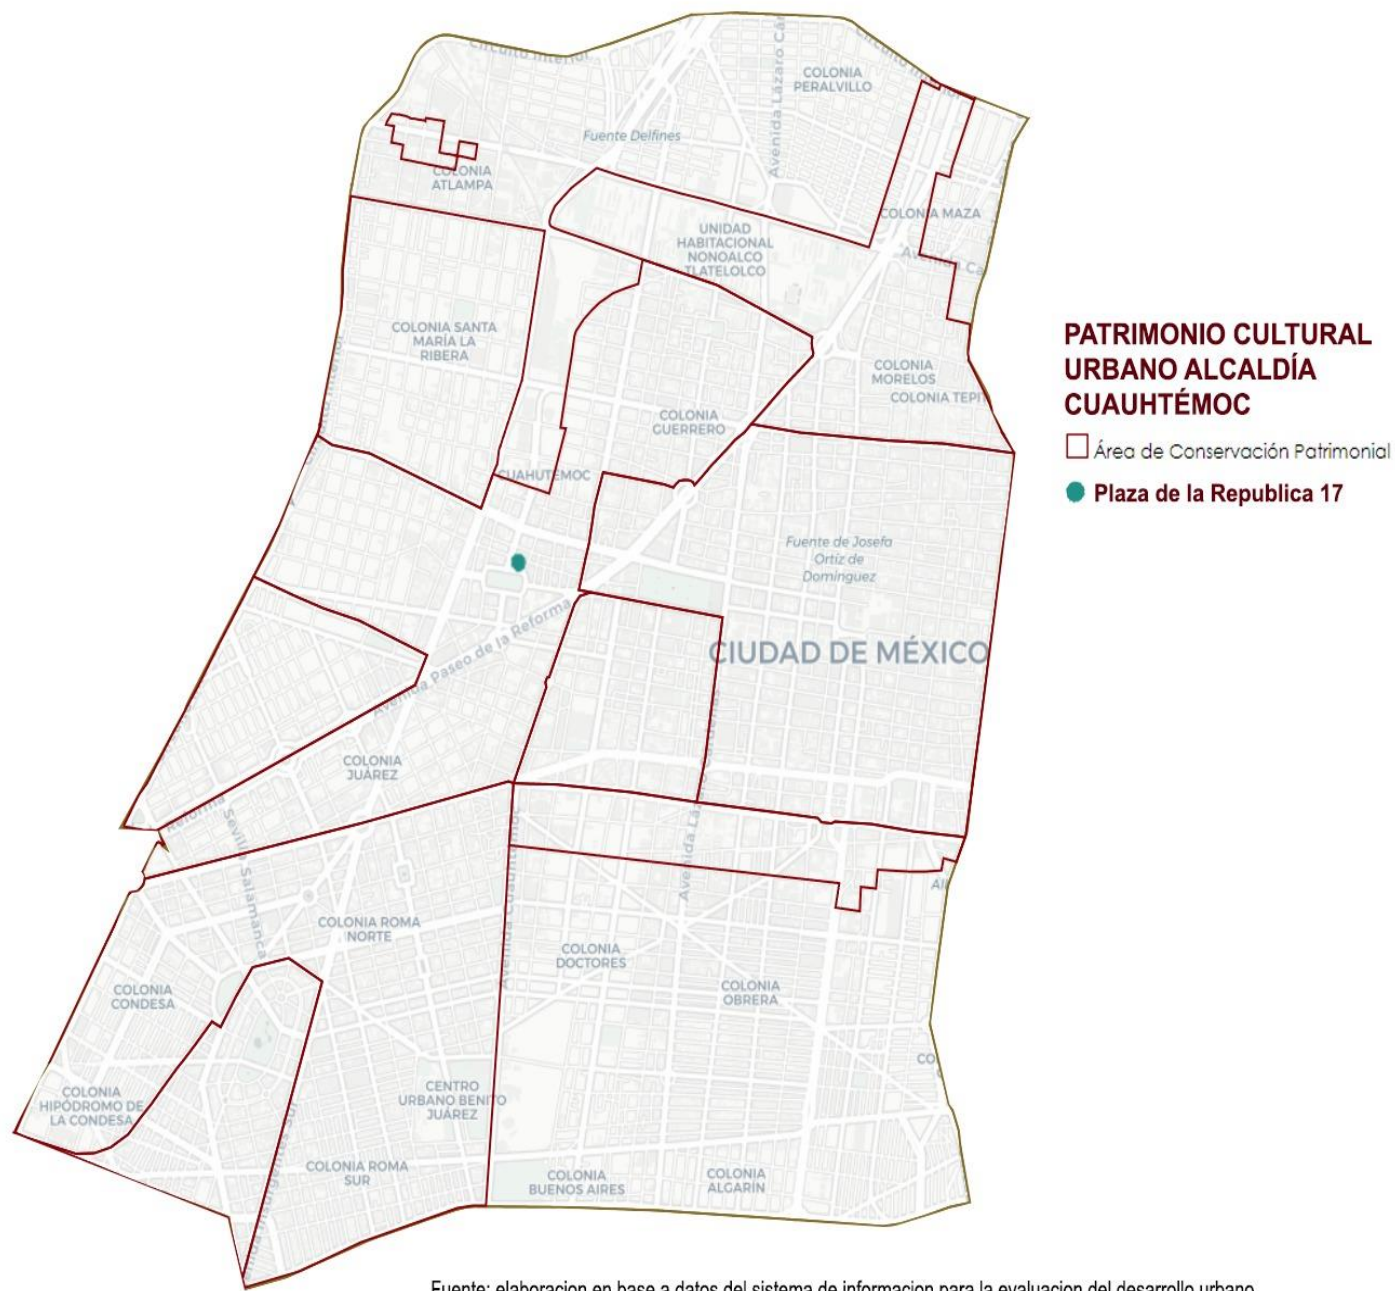 Circuito Interior
COLONIA
PERALVILLO
Fuente Delfines
COLONIA
ATLAMPA
COLONIA MAZA
UNIDAD
HABITACIONAL
NONOALCO
TLATELOLCO
COLONIA SANTA
MARÍA LA
RIBERA
COLONIA
MORELOS
COLONIA TEPIT
COLONIA
GUERRERO
CUAHUTEMOC
Fuente de Josefa
Ortíz de
Domínguez
CIUDAD DE MÉXICO
Avenida Paseo de la Reforma
COLONIA
JUÁREZ
Reforma
Sevilla
Salamanca
Avenida Cuauhtémoc
COLONIA ROMA
NORTE
COLONIA
DOCTORES
COLONIA
OBRERA
COLONIA
CONDESA
COLONIA
HIPÓDROMO DE
LA CONDESA
CENTRO
URBANO BENITO
JUÁREZ
COLONIA ROMA
SUR
COLONIA
BUENOS AIRES
COLONIA
ALGARÍN
PATRIMONIO CULTURAL
URBANO ALCALDÍA
CUAUHTÉMOC
Área de Conservación Patrimonial
Plaza de la Republica 17
Fuente: elaboracion en base a datos del sistema de informacion para la evaluacion del desarrollo urbano